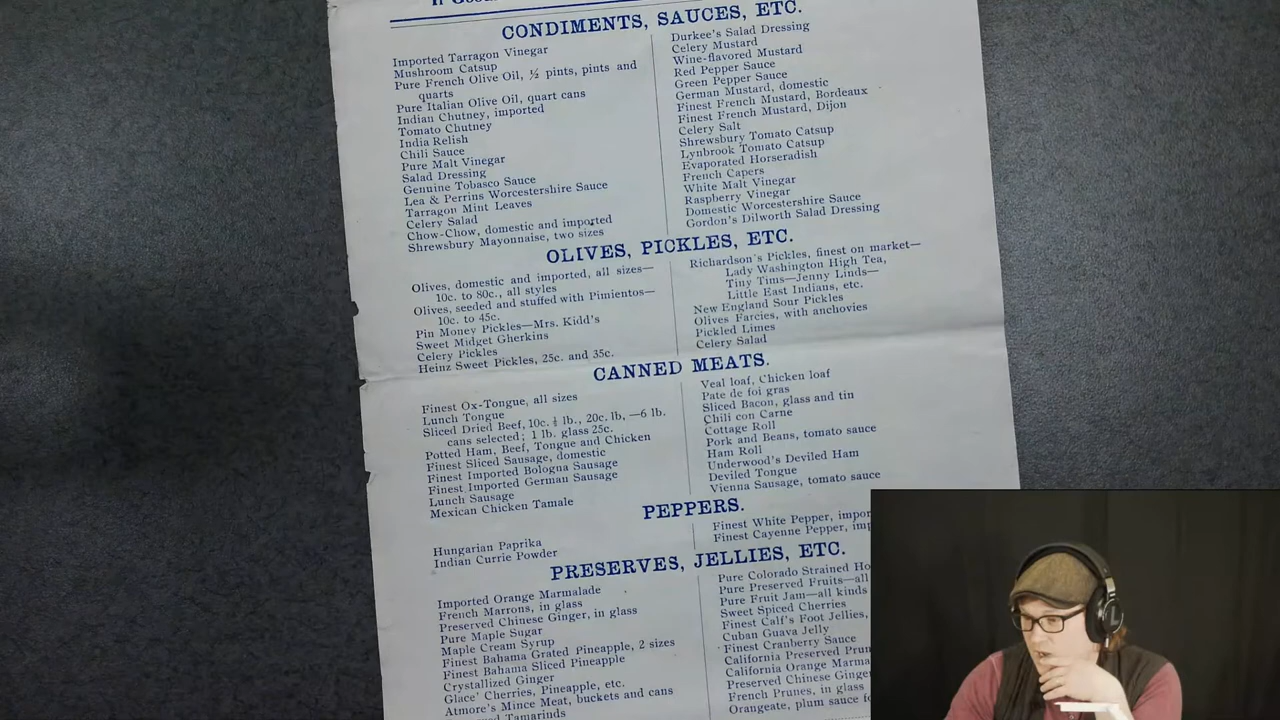 CONDIMENTS, SAUCES, ETC.
Imported Tarragon Vinegar
Mushroom Catsup
Pure French Olive Oil, ½ pints, pints and
quarts
Pure Italian Olive Oil, quart cans
Indian Chutney, imported
Tomato Chutney
India Relish
Chili Sauce
Pure Malt Vinegar
Salad Dressing
Genuine Tobasco Sauce
Lea & Perrins Worcestershire Sauce
Tarragon Mint Leaves
Celery Salad
Chow-Chow, domestic and imported
Shrewsbury Mayonnaise, two sizes
Durkee's Salad Dressing
Celery Mustard
Wine-flavored Mustard
Red Pepper Sauce
Green Pepper Sauce
German Mustard, domestic
Finest French Mustard, Bordeaux
Finest French Mustard, Dijon
Celery Salt
Shrewsbury Tomato Catsup
Lynbrook Tomato Catsup
Evaporated Horseradish
French Capers
White Malt Vinegar
Raspberry Vinegar
Domestic Worcestershire Sauce
Gordon's Dilworth Salad Dressing
OLIVES, PICKLES, ETC.
Olives, domestic and imported, all sizes—
10c. to 80c., all styles
Olives, seeded and stuffed with Pimientos—
10c. to 45c.
Pin Money Pickles—Mrs. Kidd's
Sweet Midget Gherkins
Celery Pickles
Heinz Sweet Pickles, 25c. and 35c.
Richardson's Pickles, finest on market—
Lady Washington High Tea,
Tiny Tims—Jenny Linds—
Little East Indians, etc.
New England Sour Pickles
Olives Farcies, with anchovies
Pickled Limes
Celery Salad
CANNED MEATS.
Finest Ox-Tongue, all sizes
Lunch Tongue
Sliced Dried Beef, 10c. ½ lb., 20c. lb, —6 lb.
cans selected; 1 lb. glass 25c.
Potted Ham, Beef, Tongue and Chicken
Finest Sliced Sausage, domestic
Finest Imported Bologna Sausage
Finest Imported German Sausage
Lunch Sausage
Mexican Chicken Tamale
Veal loaf, Chicken loaf
Pate de foi gras
Sliced Bacon, glass and tin
Chili con Carne
Cottage Roll
Pork and Beans, tomato sauce
Ham Roll
Underwood's Deviled Ham
Deviled Tongue
Vienna Sausage, tomato sauce
PEPPERS.
Hungarian Paprika
Indian Currie Powder
Finest White Pepper, impor
Finest Cayenne Pepper, imp
PRESERVES, JELLIES, ETC.
Imported Orange Marmalade
French Marrons, in glass
Preserved Chinese Ginger, in glass
Pure Maple Sugar
Maple Cream Syrup
Finest Bahama Grated Pineapple, 2 sizes
Finest Bahama Sliced Pineapple
Crystallized Ginger
Glace' Cherries, Pineapple, etc.
Atmore's Mince Meat, buckets and cans
Tamarinds
Pure Colorado Strained Ho
Pure Preserved Fruits—all
Pure Fruit Jam—all kinds
Sweet Spiced Cherries
Finest Calf's Foot Jellies,
Cuban Guava Jelly
Finest Cranberry Sauce
California Preserved Prun
California Orange Marma
Preserved Chinese Ginge
French Prunes, in glass
Orangeate, plum sauce fo